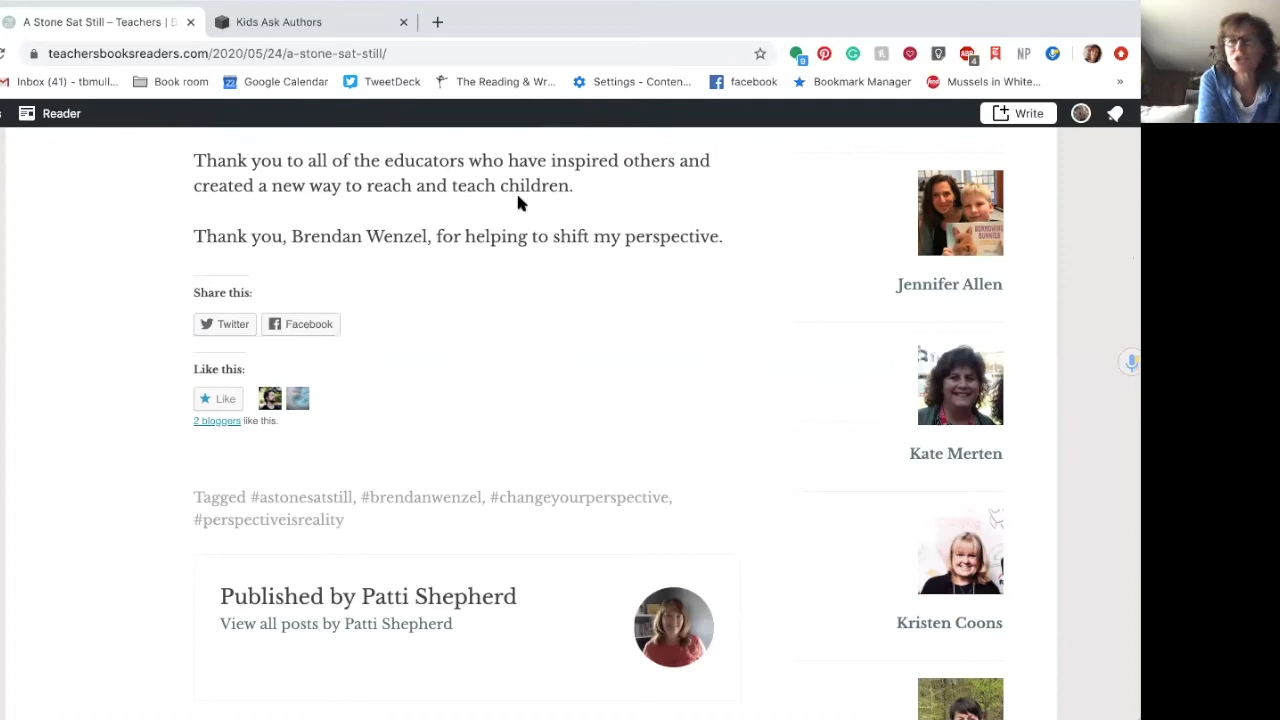 A Stone Sat Still – Teachers | B
Kids Ask Authors
teachersbooksreaders.com/2020/05/24/a-stone-sat-still/
9
4
NP
Inbox (41) - tbmull...
Book room
22
Google Calendar
TweetDeck
The Reading & Wr...
Settings - Conten...
facebook
Bookmark Manager
Mussels in White...
»
Reader
Write
Thank you to all of the educators who have inspired others and
created a new way to reach and teach children.
Thank you, Brendan Wenzel, for helping to shift my perspective.
Share this:
Twitter
Facebook
Like this:
Like
2 bloggers like this.
Tagged #astonesatstill, #brendanwenzel, #changeyourperspective,
#perspectiveisreality
Published by Patti Shepherd
View all posts by Patti Shepherd
Jennifer Allen
Kate Merten
Kristen Coons